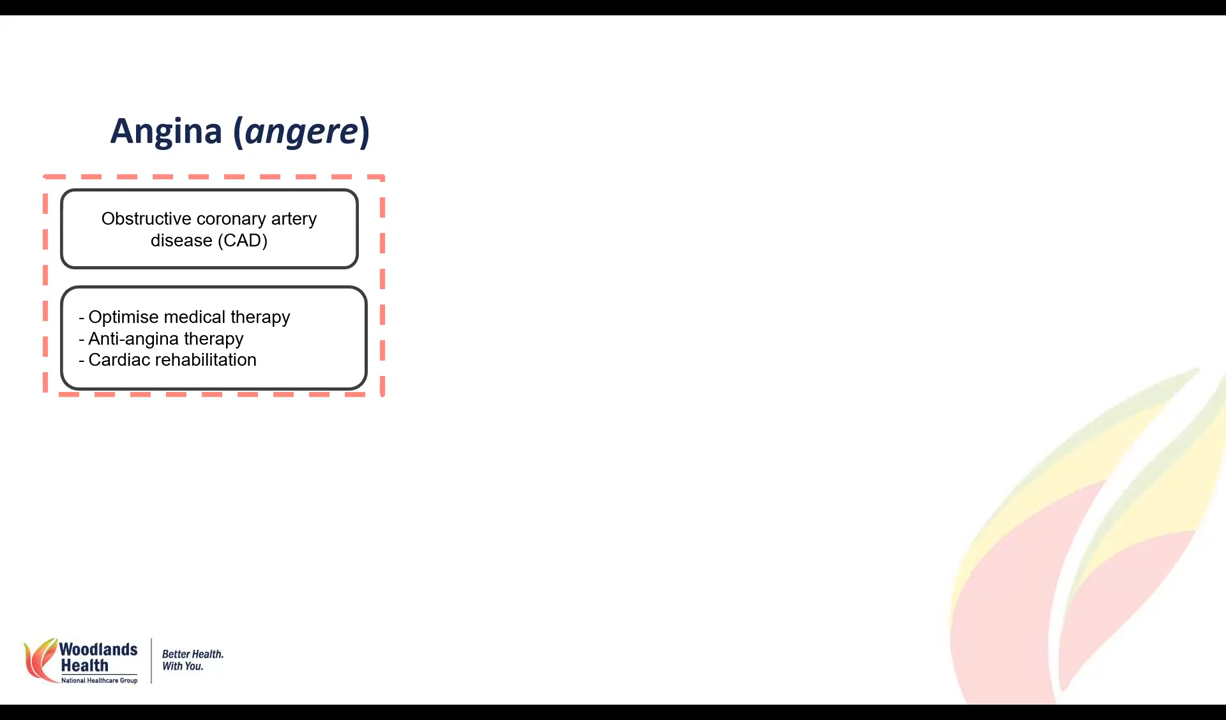 Angina (angere)
Obstructive coronary artery
disease (CAD)
- Optimise medical therapy
- Anti-angina therapy
- Cardiac rehabilitation
Woodlands
Health
National Healthcare Group
Better Health.
With You.